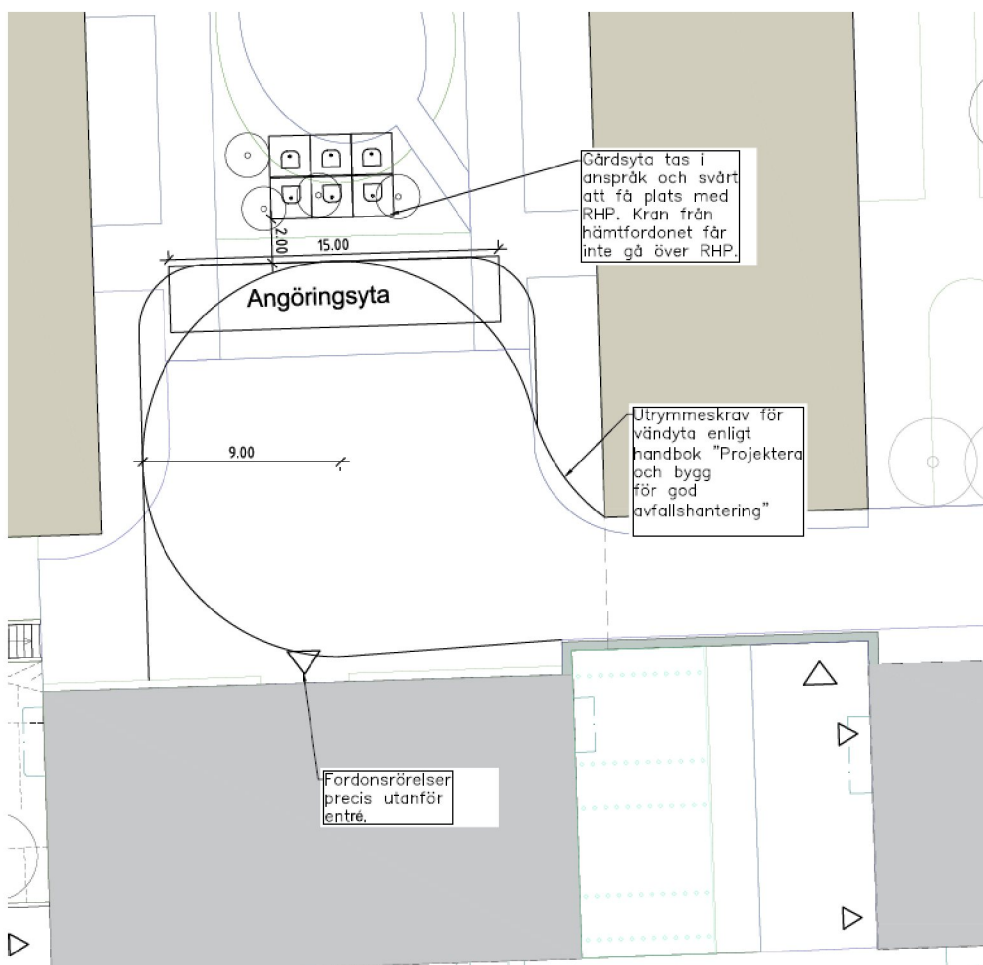 Gårdsyta tas i
anspråk och svårt
att få plats med
RHP. Kran från
hämtfordonet får
inte gå över RHP.
2.00
15.00
Angöringsyta
Utrymmeskrav för
vändyta enligt
handbok "Projektera
och bygg
för god
avfallshantering"
9.00
Fordonsrörelser
precis utanför
entré.